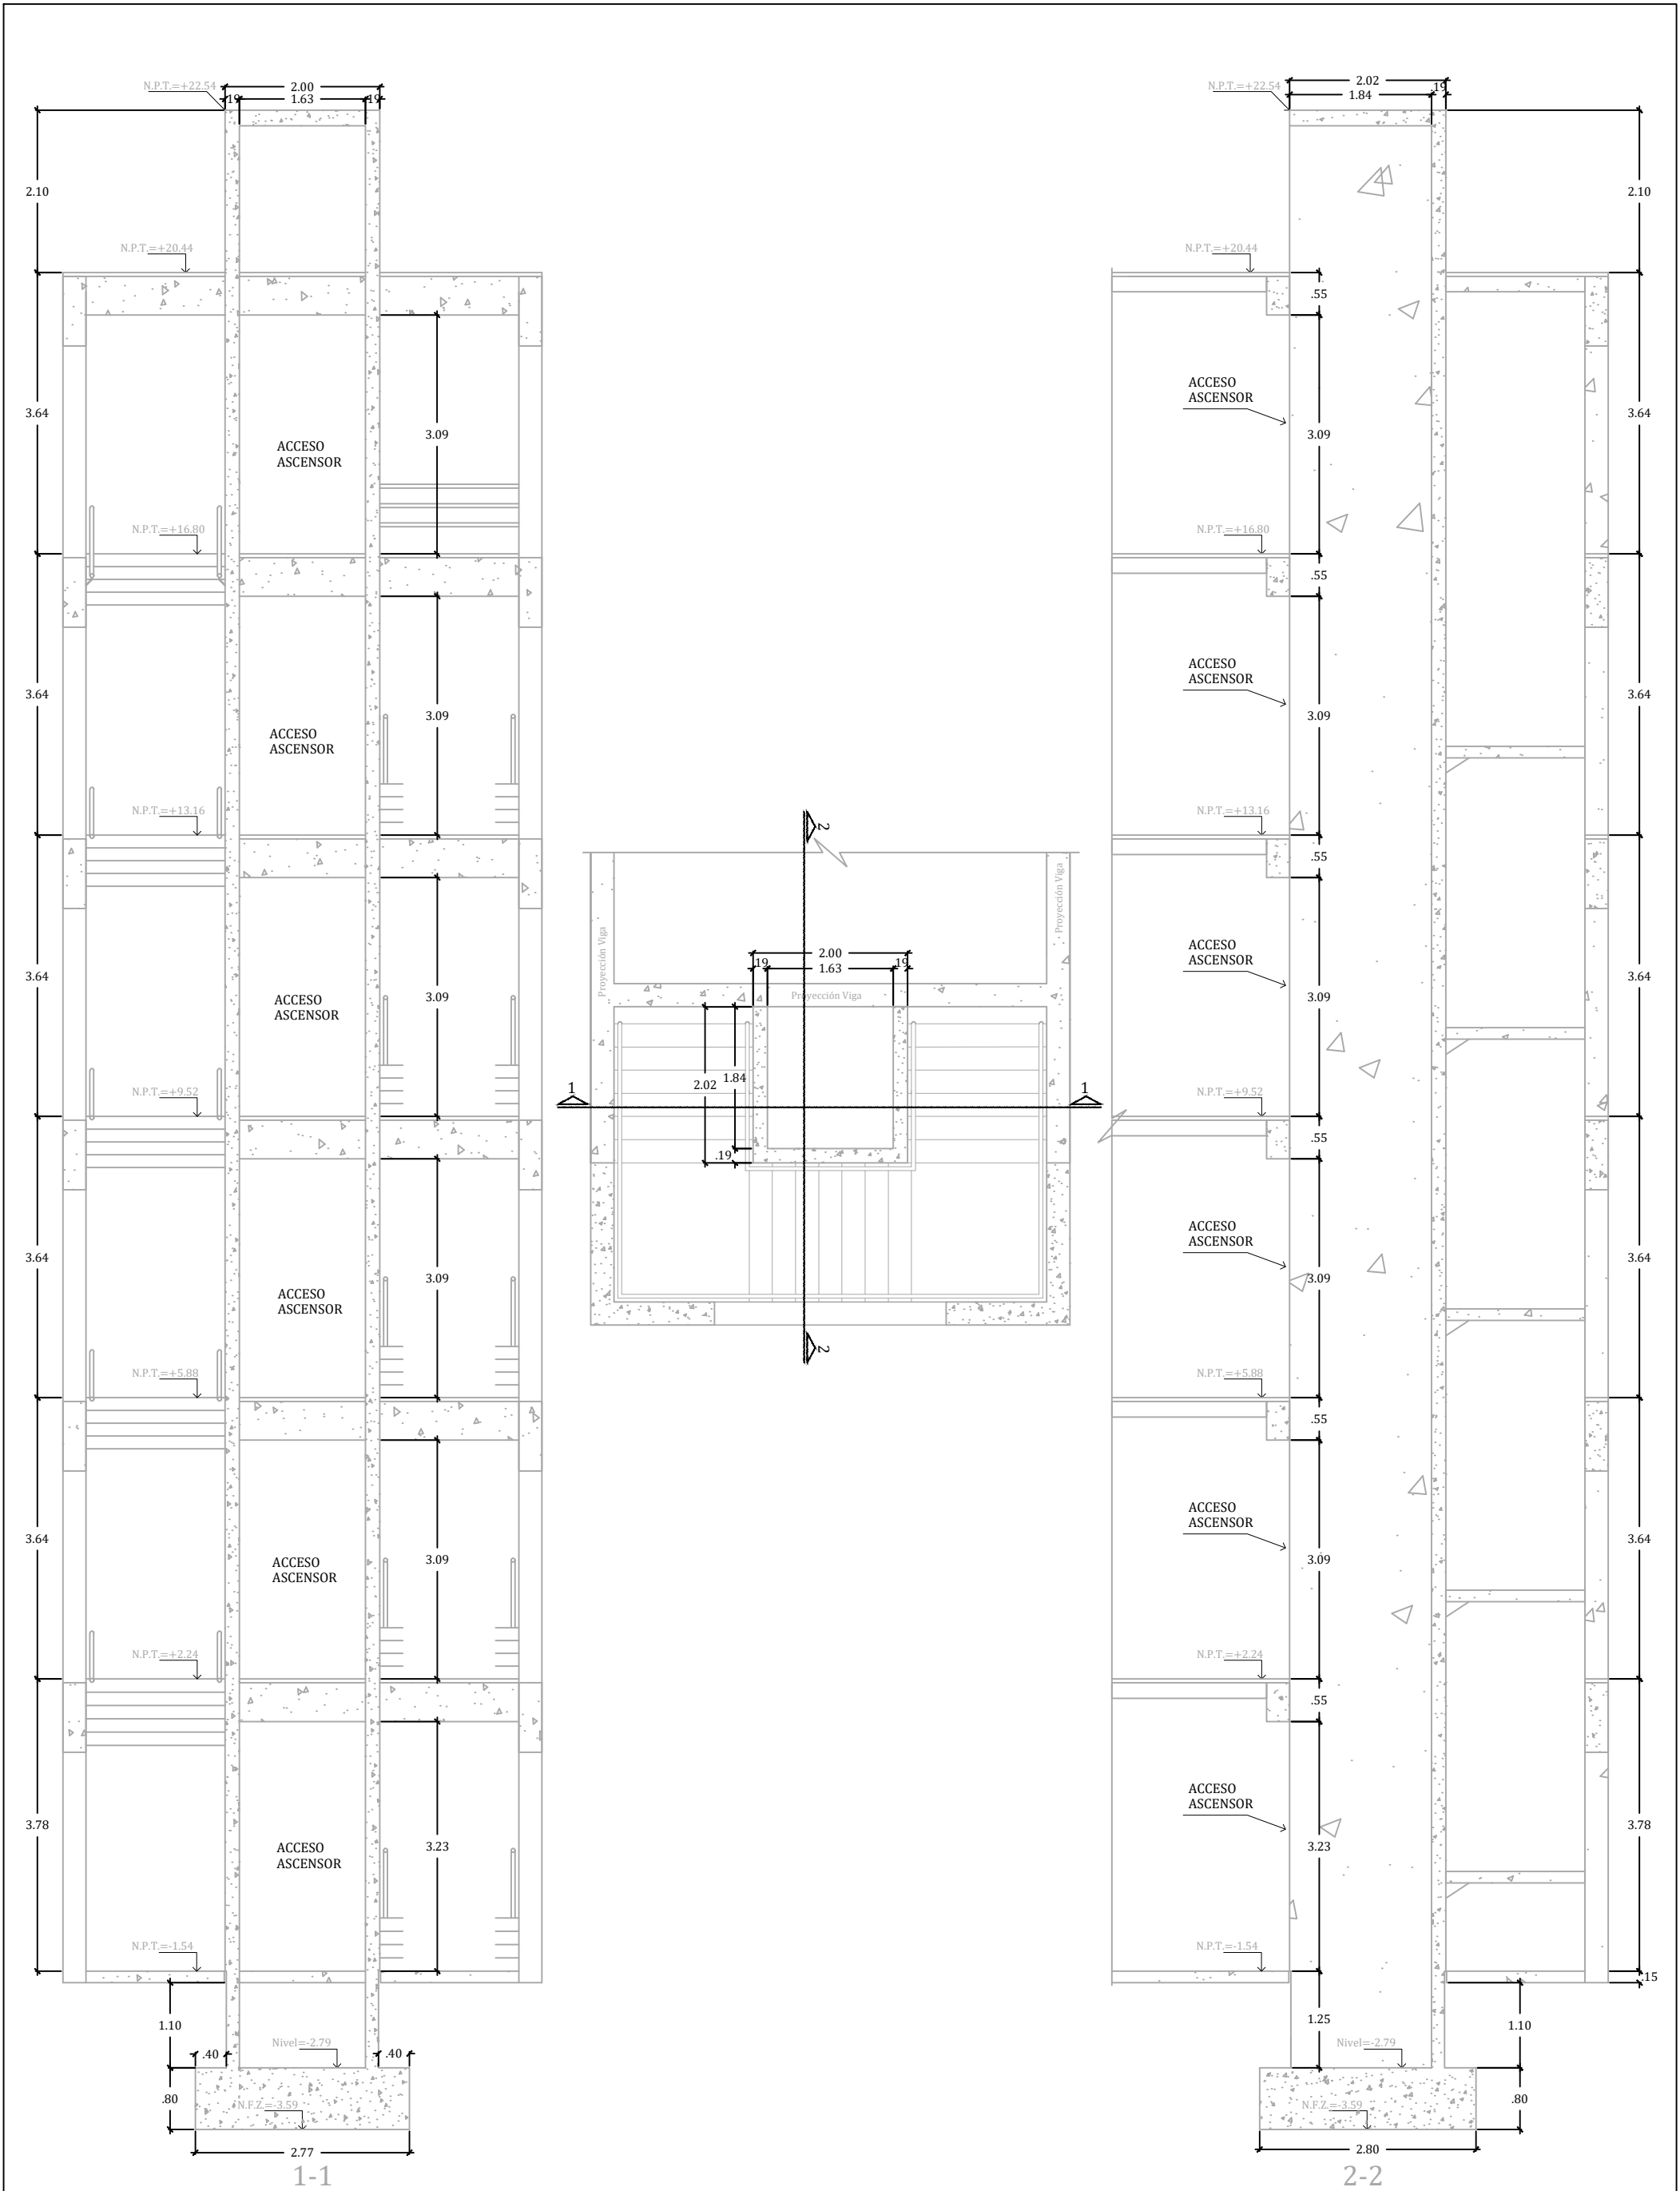 N.P.T.=+22.54
2.00
.19
1.63
.19
2.10
N.P.T.=+20.44
3.64
3.09
ACCESO
ASCENSOR
N.P.T.=+16.80
3.64
3.09
ACCESO
ASCENSOR
N.P.T.=+13.16
3.64
3.09
ACCESO
ASCENSOR
N.P.T.=+9.52
3.64
3.09
ACCESO
ASCENSOR
N.P.T.=+5.88
3.64
3.09
ACCESO
ASCENSOR
N.P.T.=+2.24
3.78
3.23
ACCESO
ASCENSOR
N.P.T.=-1.54
1.10
.40
Nivel=-2.79
.40
.80
N.F.Z.=-3.59
2.77
1-1
2
Proyección Viga
Proyección Viga
2.00
.19
1.63
.19
Proyección Viga
2.02
1.84
.19
1
1
2
N.P.T.=+22.54
2.02
1.84
.19
2.10
N.P.T.=+20.44
.55
ACCESO
ASCENSOR
3.09
3.64
N.P.T.=+16.80
.55
ACCESO
ASCENSOR
3.09
3.64
N.P.T.=+13.16
.55
ACCESO
ASCENSOR
3.09
3.64
N.P.T.=+9.52
.55
ACCESO
ASCENSOR
3.09
3.64
N.P.T.=+5.88
.55
ACCESO
ASCENSOR
3.09
3.64
N.P.T.=+2.24
.55
ACCESO
ASCENSOR
3.23
3.78
N.P.T.=-1.54
.15
1.25
1.10
Nivel=-2.79
.80
N.F.Z.=-3.59
2.80
2-2